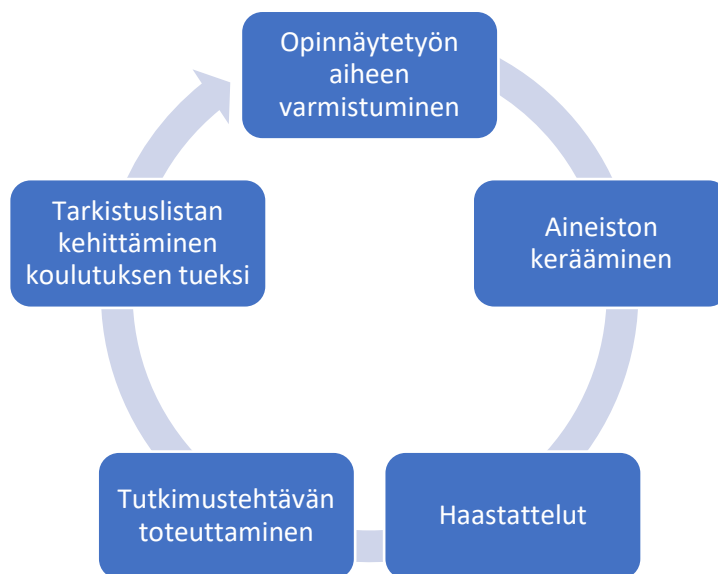 Opinnäytetyön
aiheen
varmistuminen
Aineiston
kerääminen
Haastattelut
Tutkimustehtävän
toteuttaminen
Tarkistuslistan
kehittäminen
koulutuksen tueksi